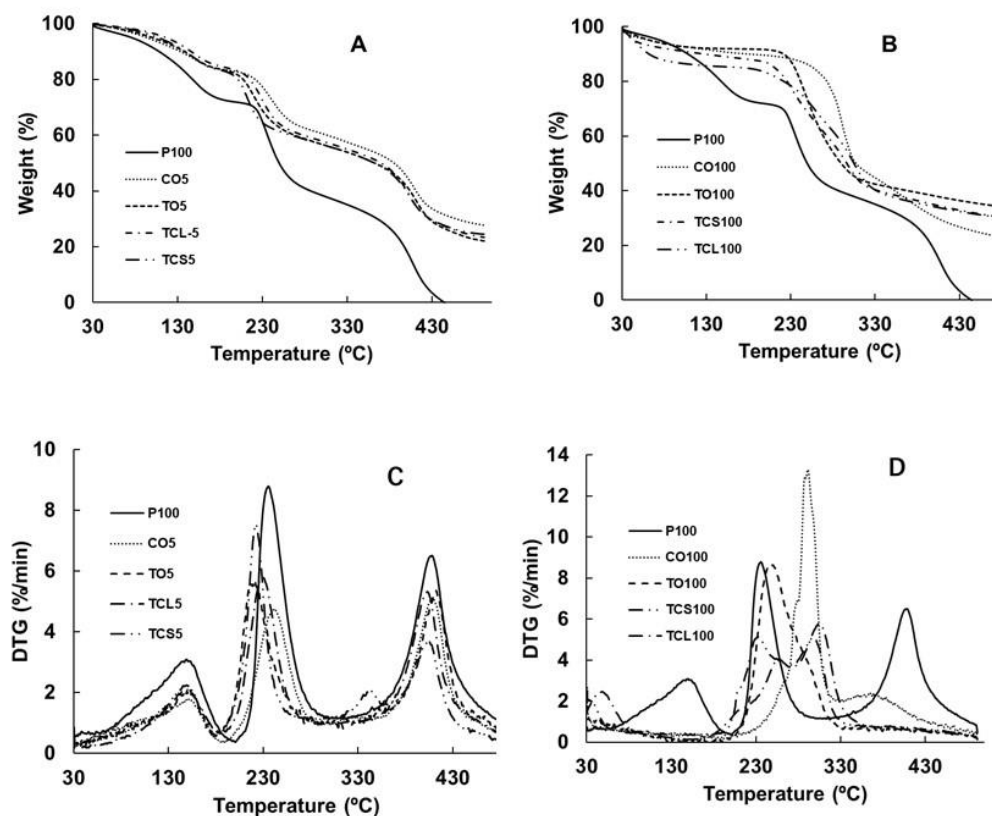 A
100
80
60
40
20
0
Weight (%)
P100
CO5
TO5
TCL-5
TCS5
30 130 230 330 430
Temperature (ºC)
B
100
80
60
40
20
0
Weight (%)
P100
CO100
TO100
TCS100
TCL100
30 130 230 330 430
Temperature (ºC)
C
10
8
6
4
2
0
DTG (%/min)
P100
CO5
TO5
TCL5
TCS5
30 130 230 330 430
Temperature (ºC)
D
14
12
10
8
6
4
2
0
DTG (%/min)
P100
CO100
TO100
TCS100
TCL100
30 130 230 330 430
Temperature (ºC)